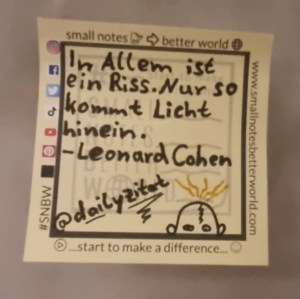 small notes better world
In Allem ist
ein Riss. Nur so
kommt Licht
hinein.
-Leonard Cohen
@dailyzitat
#SNBW
www.smallnotesbetterworld.com
...start to make a difference...